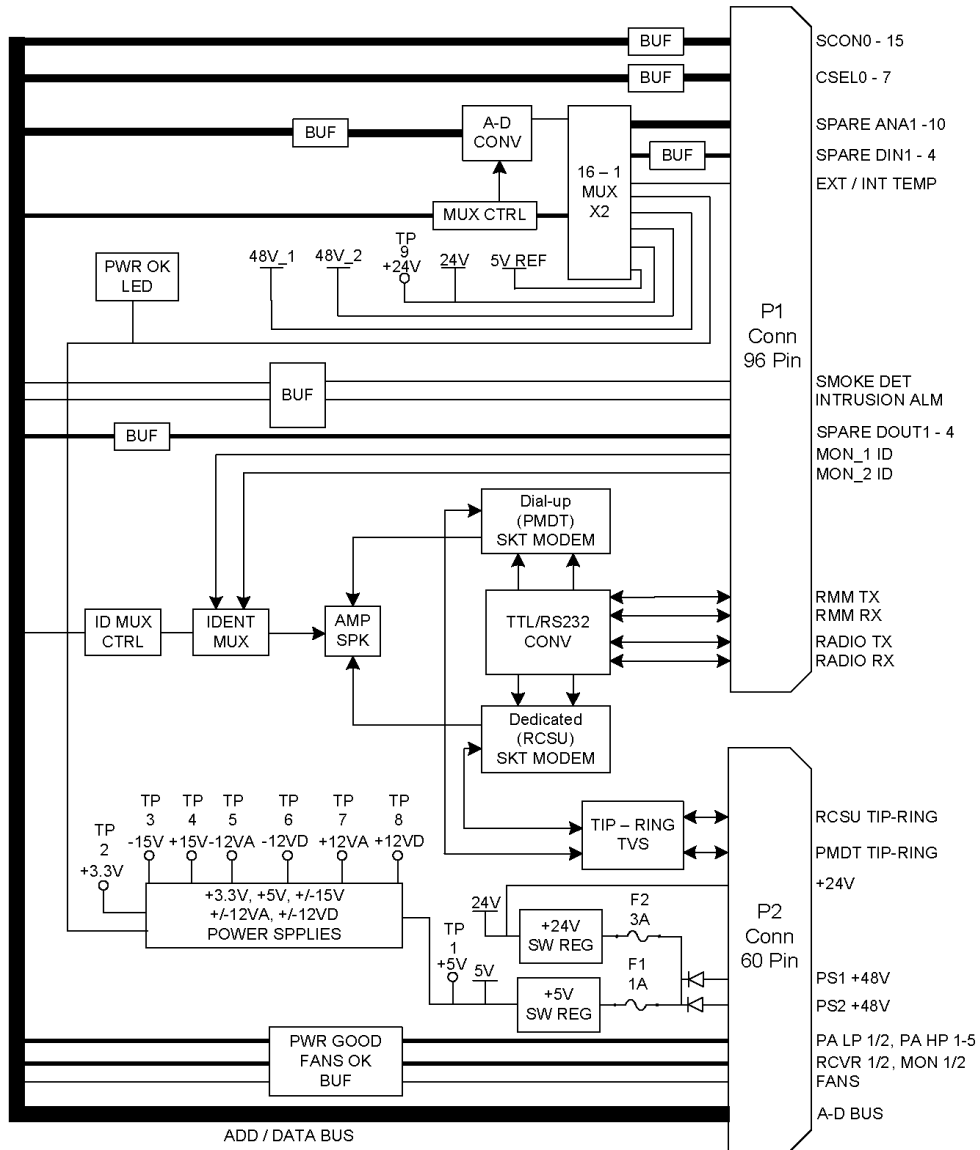 BUF
SCON0 - 15
BUF
CSEL0 - 7
BUF
A-D
CONV
16 – 1
MUX
X2
SPARE ANA1 -10
BUF
SPARE DIN1 - 4
EXT / INT TEMP
MUX CTRL
PWR OK
LED
48V_1
48V_2
TP
9
+24V
24V
5V REF
P1
Conn
96 Pin
BUF
SMOKE DET
INTRUSION ALM
BUF
SPARE DOUT1 - 4
MON_1 ID
MON_2 ID
Dial-up
(PMDT)
SKT MODEM
ID MUX
CTRL
IDENT
MUX
AMP
SPK
TTL/RS232
CONV
RMM TX
RMM RX
RADIO TX
RADIO RX
Dedicated
(RCSU)
SKT MODEM
TP
2
+3.3V
TP
3
-15V
TP
4
+15V
TP
5
-12VA
TP
6
-12VD
TP
7
+12VA
TP
8
+12VD
TIP – RING
TVS
RCSU TIP-RING
PMDT TIP-RING
+24V
+3.3V, +5V, +/-15V
+/-12VA, +/-12VD
POWER SPPLIES
24V
+24V
SW REG
F2
3A
P2
Conn
60 Pin
TP
1
+5V
5V
+5V
SW REG
F1
1A
PS1 +48V
PS2 +48V
PWR GOOD
FANS OK
BUF
PA LP 1/2, PA HP 1-5
RCVR 1/2, MON 1/2
FANS
A-D BUS
ADD / DATA BUS